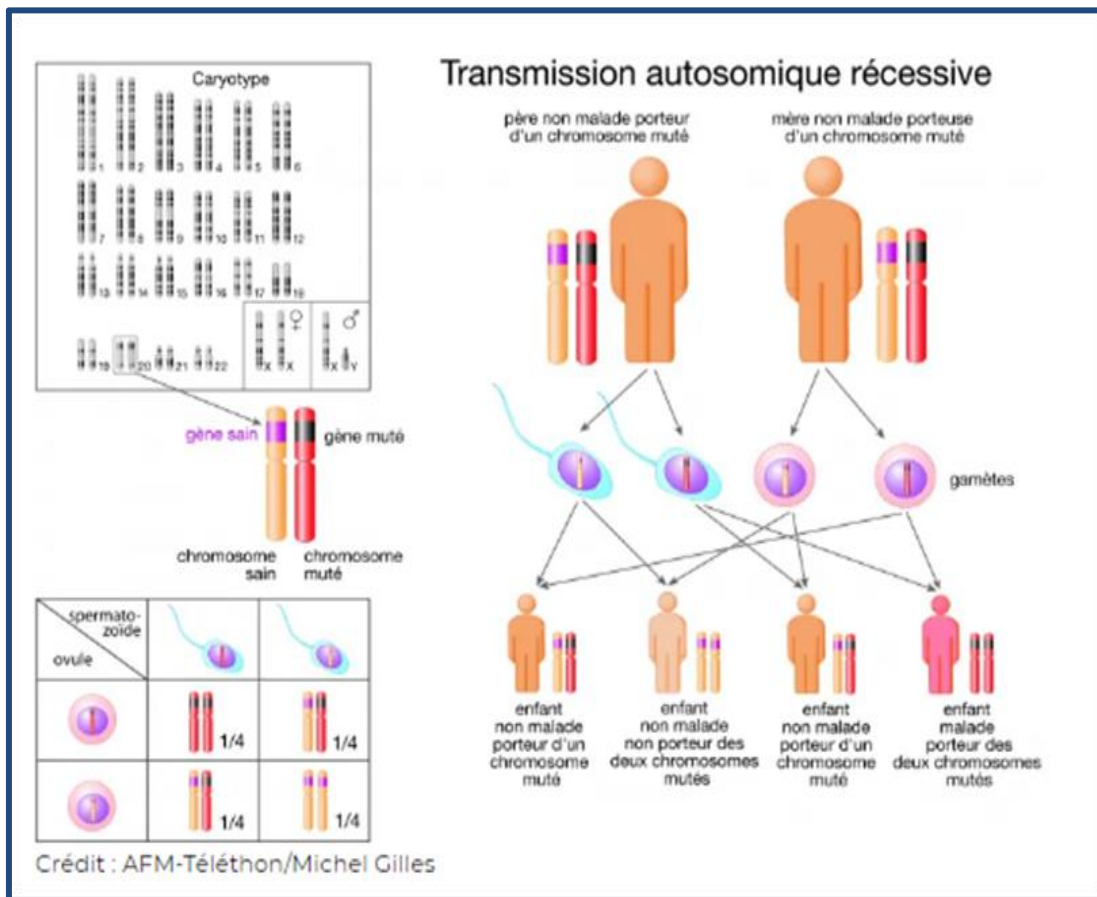 Caryotype
1
2
3
4
5
6
7
8
9
10
11
12
13
14
15
16
17
18
19
20
21
22
X
X
♀
X
Y
♂
gène sain
gène muté
chromosome
sain
chromosome
muté
spermato-
zoïde
ovule
1/4
1/4
1/4
1/4
Crédit : AFM-Téléthon/Michel Gilles
Transmission autosomique récessive
père non malade porteur
d'un chromosome muté
mère non malade porteuse
d'un chromosome muté
gamètes
enfant
non malade
porteur d'un
chromosome
muté
enfant
non malade
non porteur des
deux chromosomes
mutés
enfant
non malade
porteur d'un
chromosome
muté
enfant
malade
porteur des
deux chromosomes
mutés